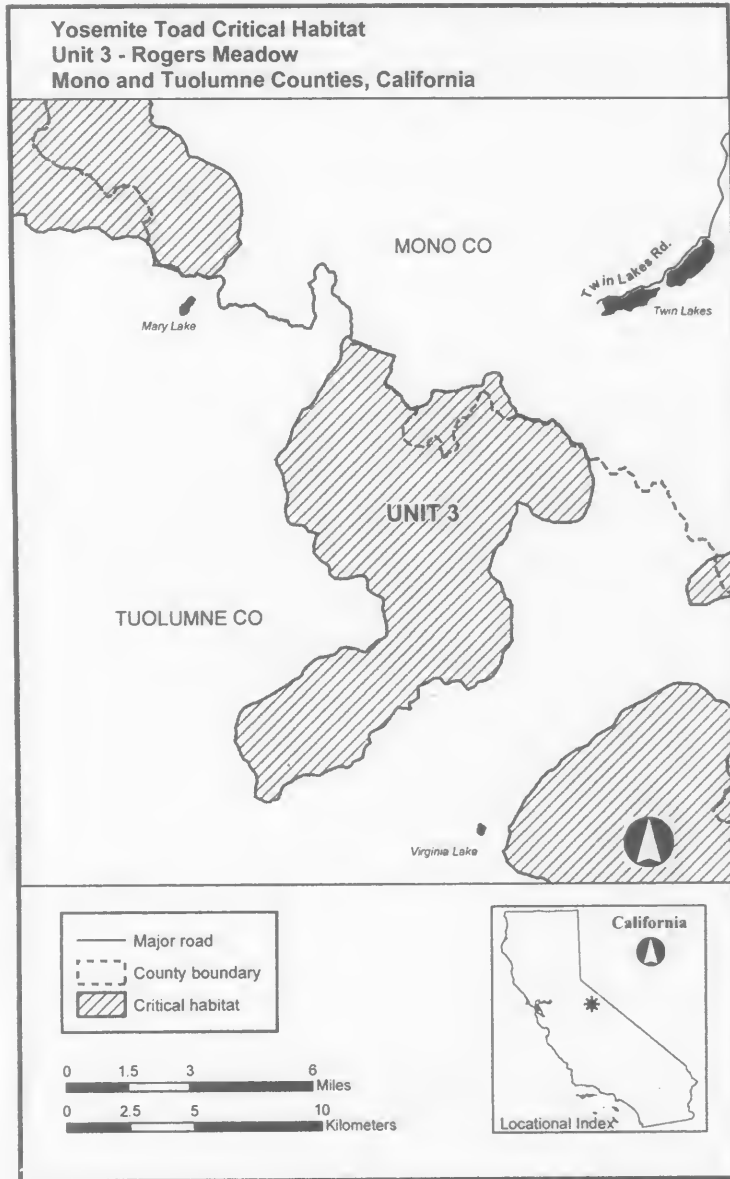 Yosemite Toad Critical Habitat
Unit 3 - Rogers Meadow
Mono and Tuolumne Counties, California
MONO CO
Twin Lakes Rd.
Twin Lakes
Mary Lake
UNIT 3
TUOLUMNE CO
Virginia Lake
Major road
County boundary
Critical habitat
0 1.5 3 6
Miles
0 2.5 5 10
Kilometers
California
Locational Index